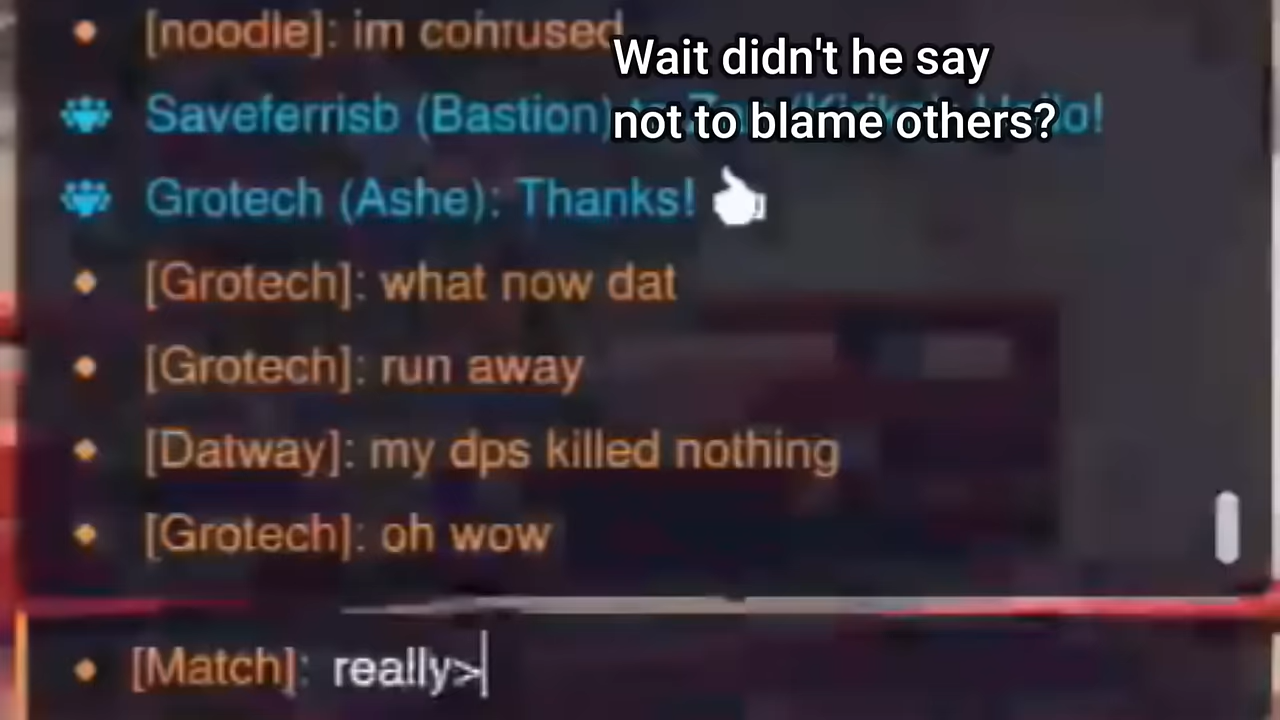 [noodle]: im confused
Wait didn't he say
not to blame others?
Saveferrisb (Bastion)
Grotech (Ashe): Thanks!
[Grotech]: what now dat
[Grotech]: run away
[Datway]: my dps killed nothing
[Grotech]: oh wow
[Match]: really>